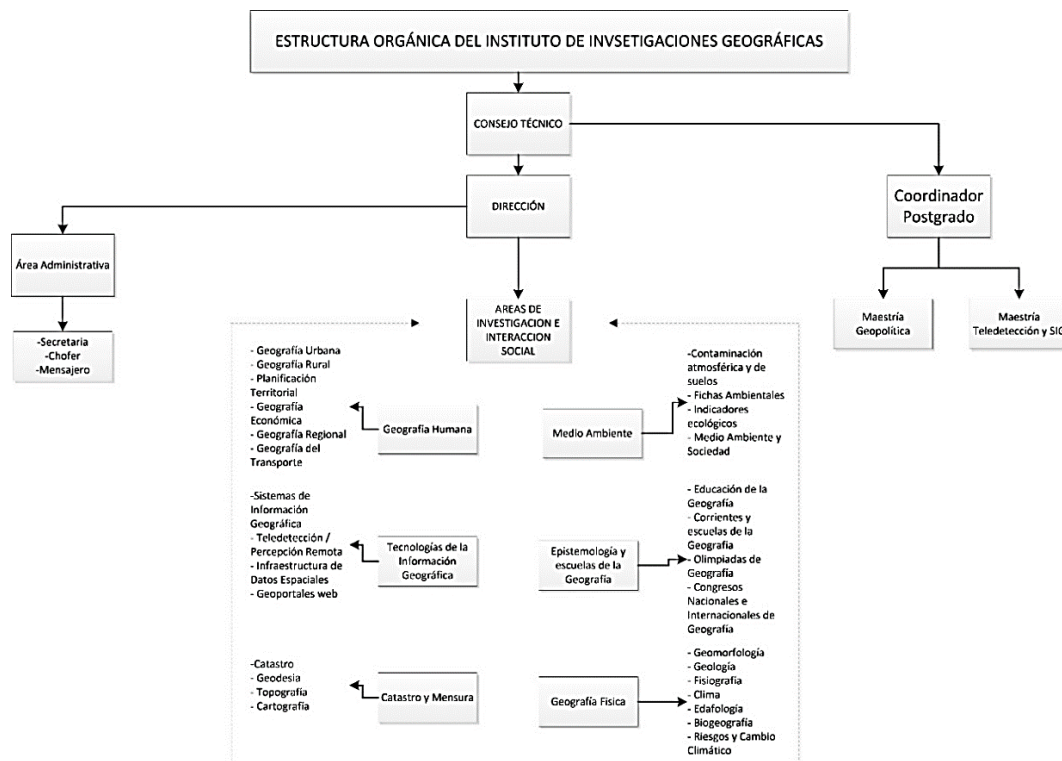 ESTRUCTURA ORGÁNICA DEL INSTITUTO DE INVSETIGACIONES GEOGRÁFICAS
CONSEJO TÉCNICO
DIRECCIÓN
Coordinador
Postgrado
Área Administrativa
-Secretaria
-Chofer
-Mensajero
AREAS DE
INVESTIGACION E
INTERACCION
SOCIAL
Maestría
Geopolítica
Maestría
Teledetección y SIG
- Geografía Urbana
- Geografía Rural
- Planificación
Territorial
- Geografía
Económica
- Geografía Regional
- Geografía del
Transporte
Geografía Humana
Medio Ambiente
-Contaminación
atmosférica y de
suelos
- Fichas Ambientales
- Indicadores
ecológicos
- Medio Ambiente y
Sociedad
-Sistemas de
Información
Geográfica
- Teledetección /
Percepción Remota
- Infraestructura de
Datos Espaciales
- Geoportales web
Tecnologías de la
Información
Geográfica
Epistemología y
escuelas de la
Geografía
- Educación de la
Geografía
- Corrientes y
escuelas de la
Geografía
- Olimpiadas de
Geografía
- Congresos
Nacionales e
Internacionales de
Geografía
-Catastro
- Geodesia
- Topografía
- Cartografía
Catastro y Mensura
Geografía Fisica
- Geomorfología
- Geología
- Fisiografía
- Clima
- Edafología
- Biogeografía
- Riesgos y Cambio
Climático